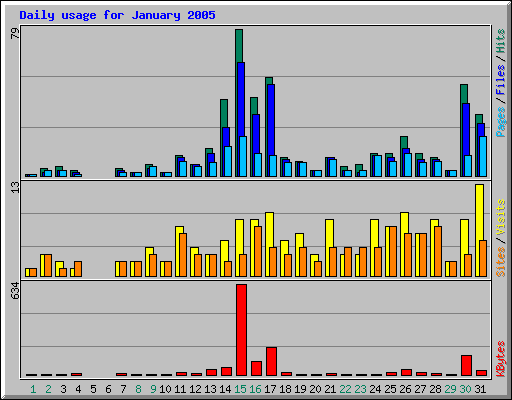 Daily usage for January 2005
79
Pages / Files / Hits
13
Sites / Visits
634
KBytes
1 2 3 4 5 6 7 8 9 10 11 12 13 14 15 16 17 18 19 20 21 22 23 24 25 26 27 28 29 30 31